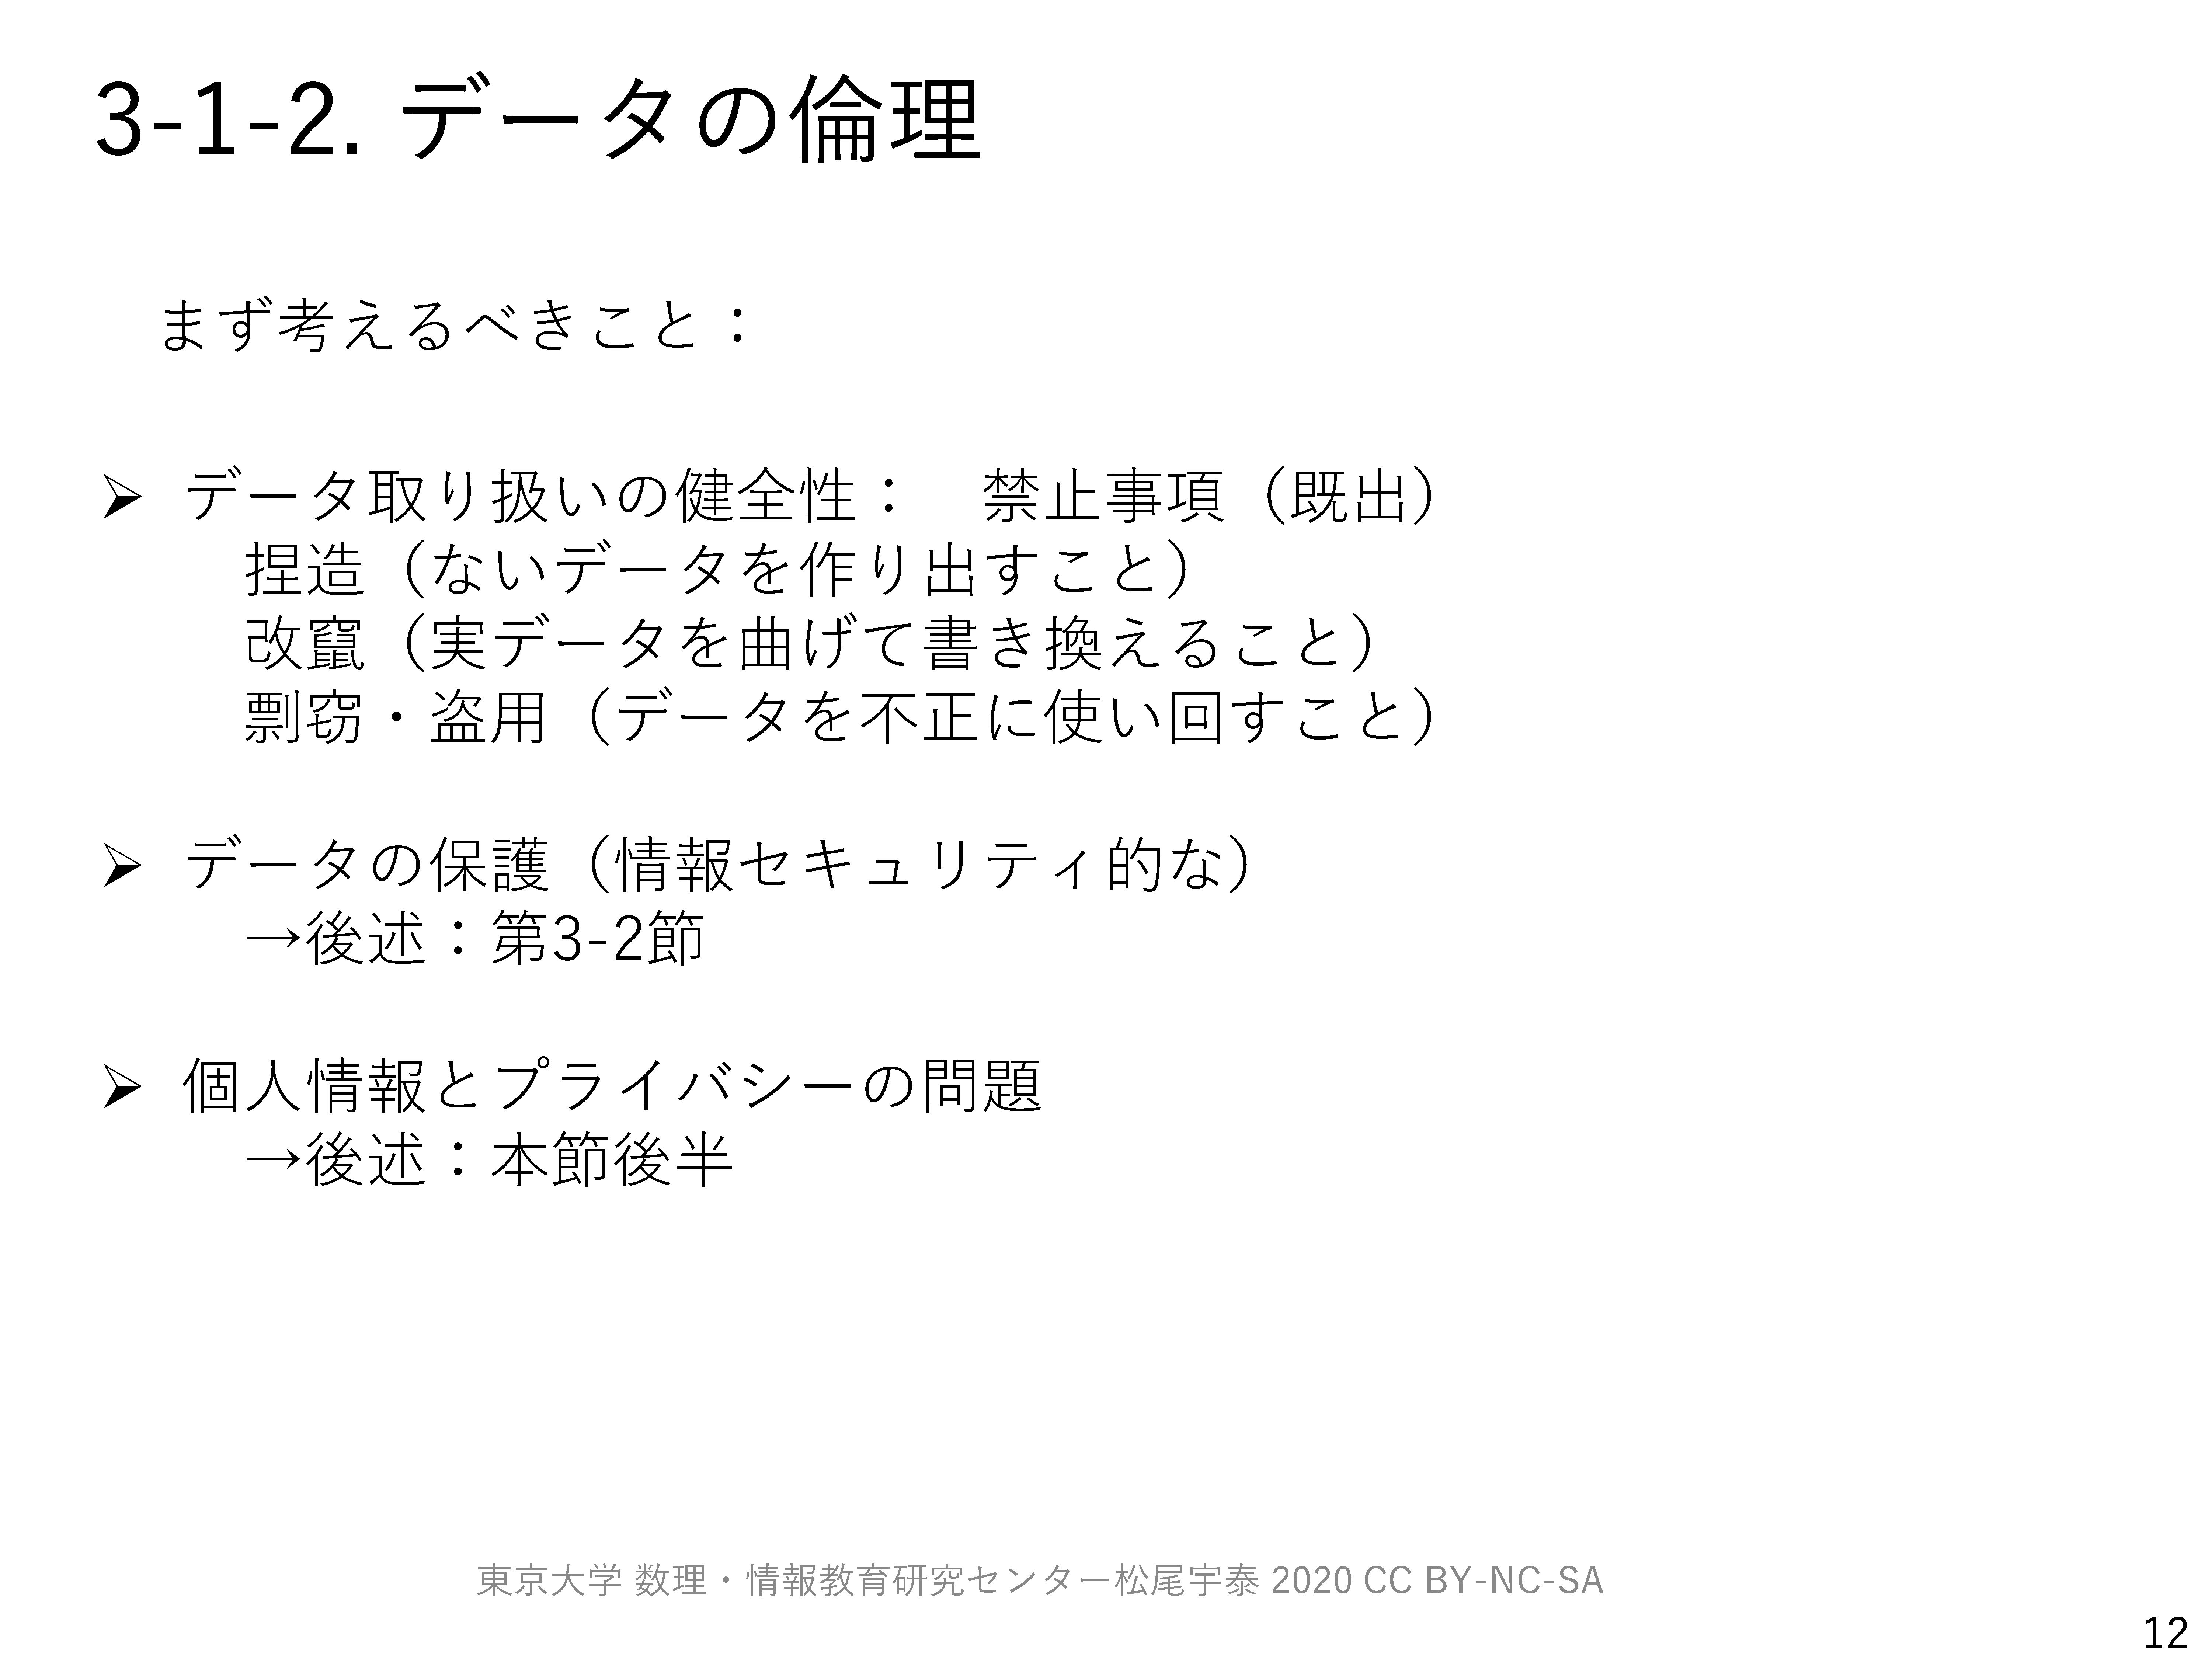 3-1-2. データの倫理
まず考えるべきこと：
➢ データ取り扱いの健全性：　禁止事項（既出）
捏造（ないデータを作り出すこと）
改竄（実データを曲げて書き換えること）
剽窃・盗用（データを不正に使い回すこと）
➢ データの保護（情報セキュリティ的な）
→後述：第3-2節
➢ 個人情報とプライバシーの問題
→後述：本節後半
東京大学 数理・情報教育研究センター松尾宇泰 2020 CC BY-NC-SA
12